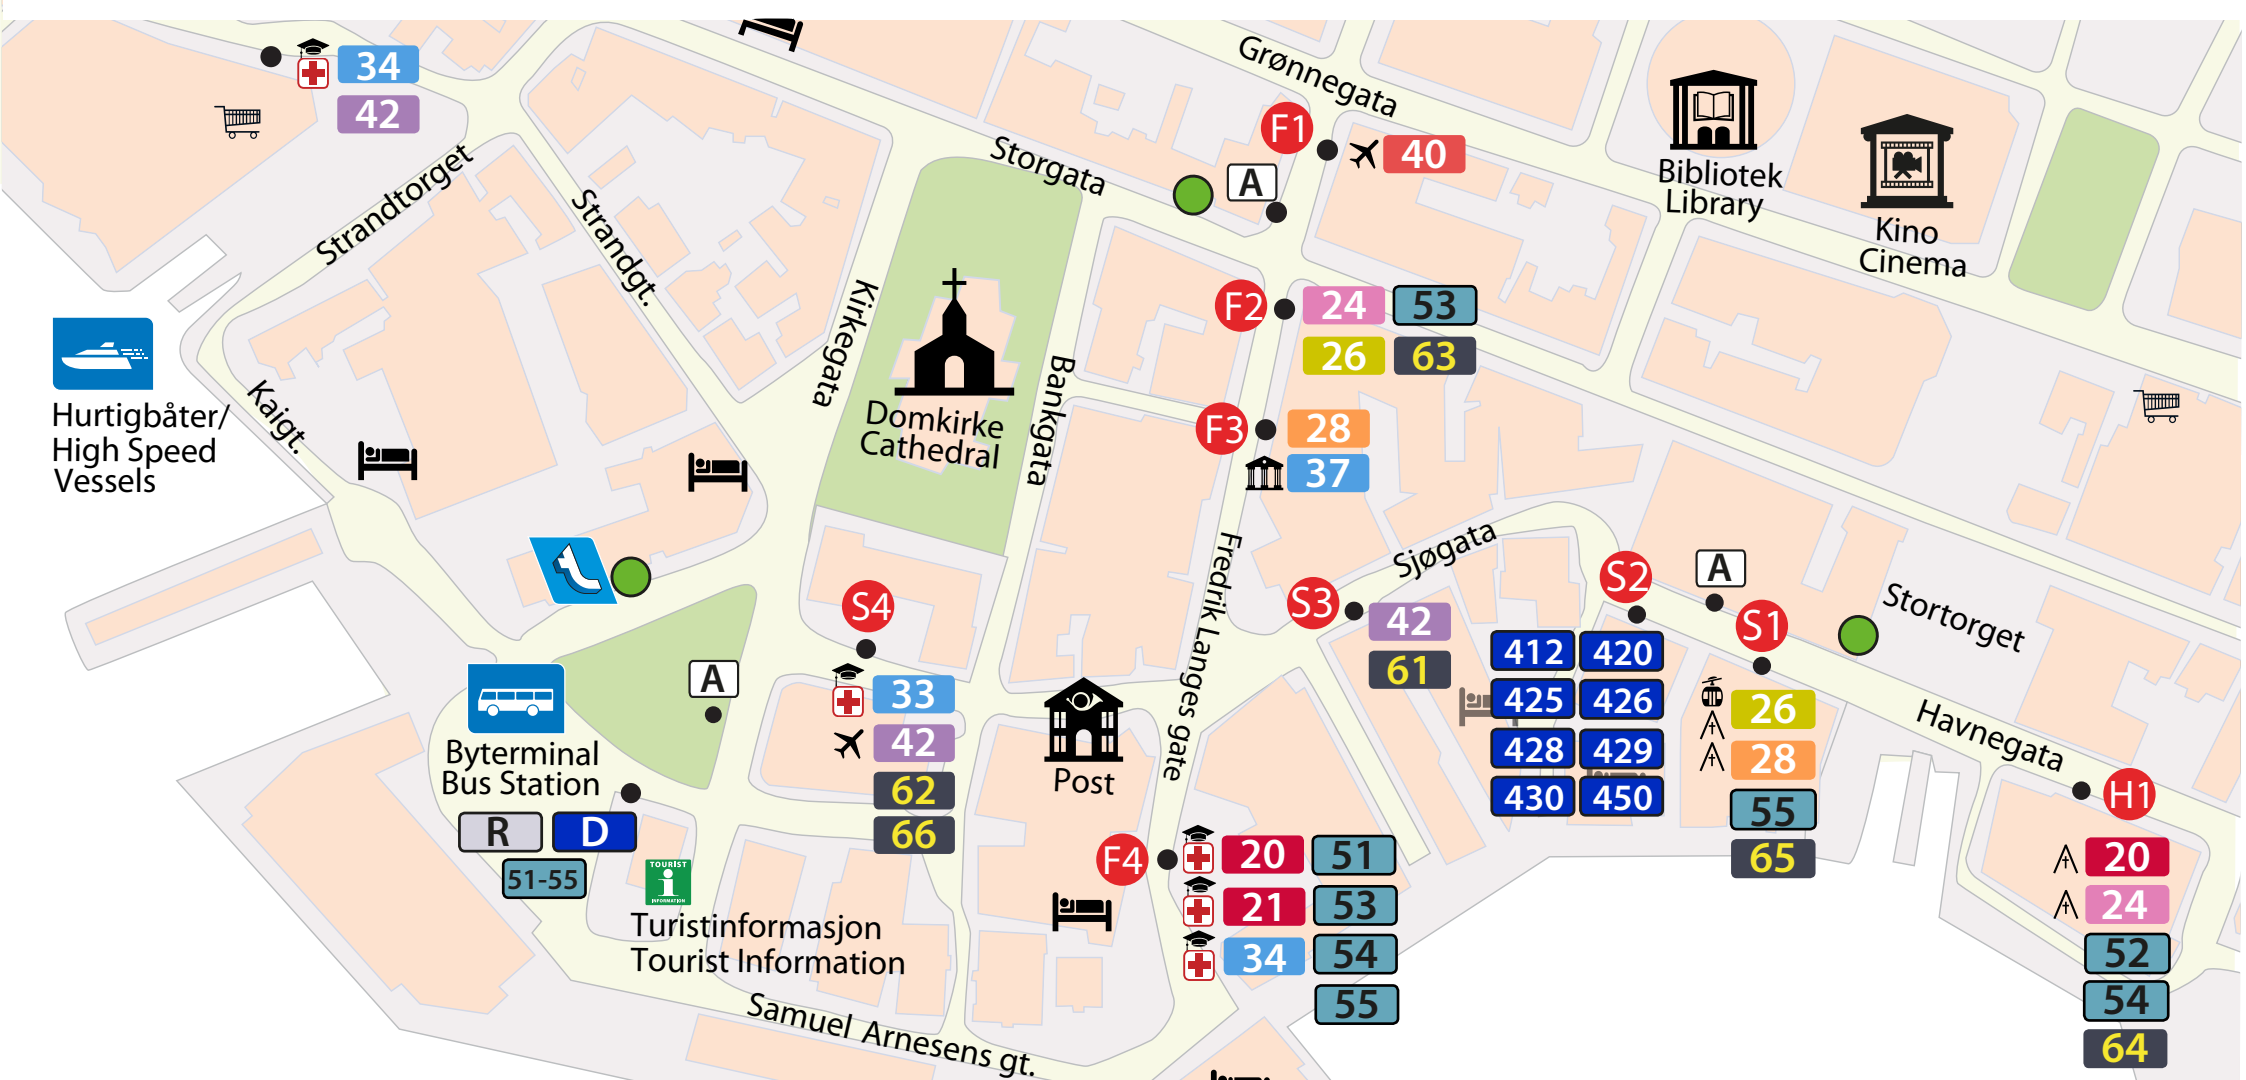 34
42
Grønnegata
F1
40
A
Storgata
Strandtorget
Strandgt.
Bibliotek
Library
Kino
Cinema
Kirkegata
Bankgata
F2
24
53
26
63
Hurtigbåter/
High Speed
Vessels
Kaigt.
Domkirke
Cathedral
F3
28
37
Fredrik Langes gate
Sjøgata
S4
S3
42
61
S2
A
S1
Stortorget
412
420
425
426
428
429
430
450
26
28
55
65
Havnegata
H1
20
24
52
54
64
A
33
42
62
66
Post
Byterminal
Bus Station
R
D
51-55
TOURIST
i
INFORMATION
Turistinformasjon
Tourist Information
F4
20
51
21
53
34
54
55
Samuel Arnesens gt.